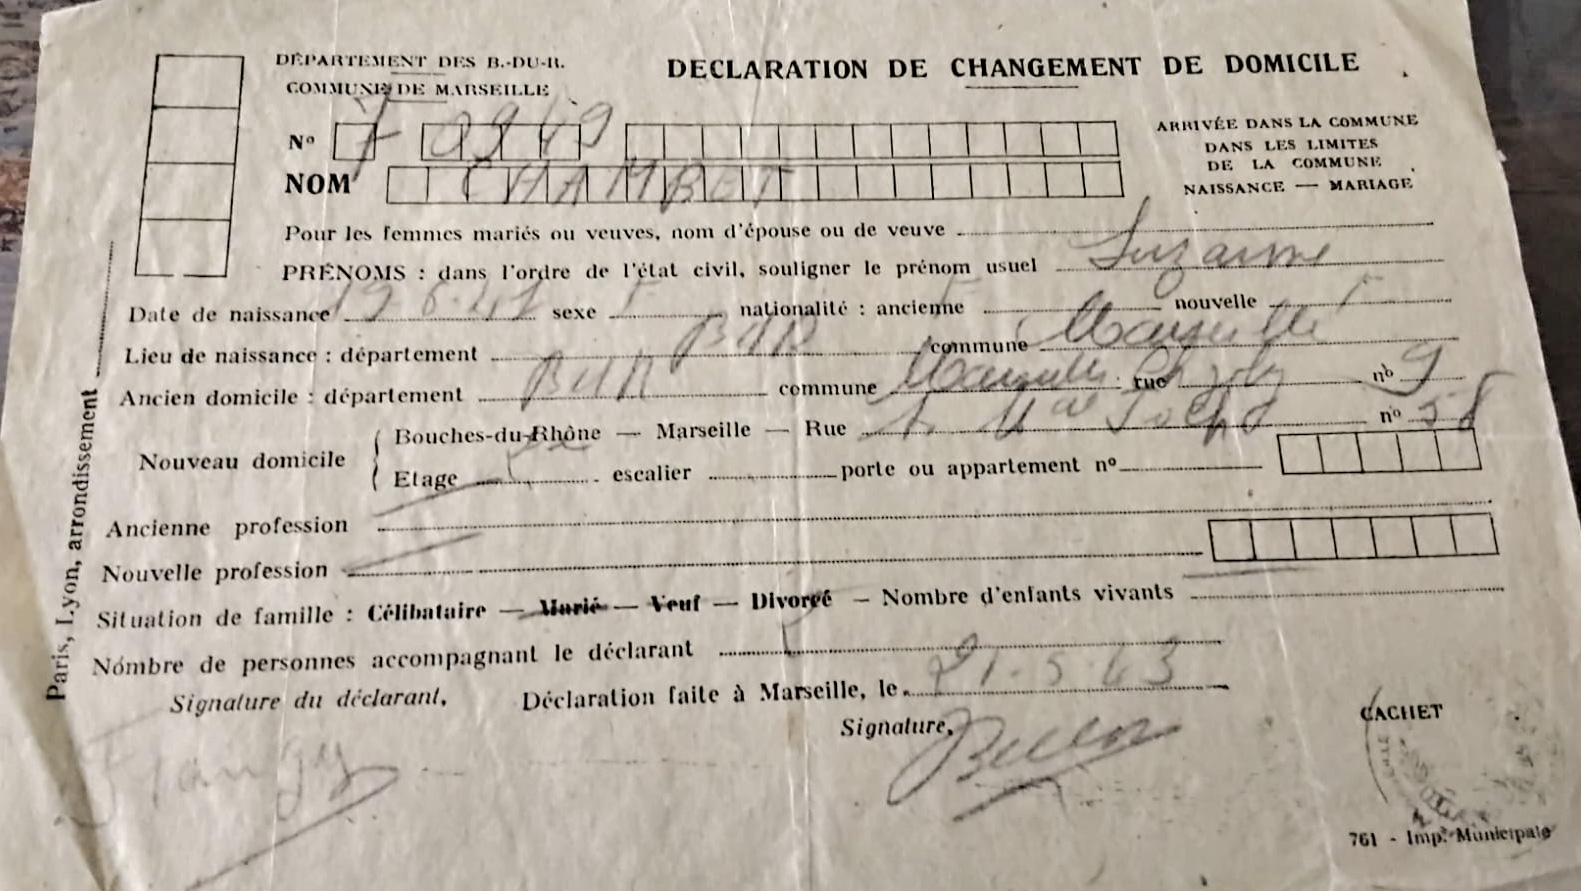 DÉPARTEMENT DES B.-DU-R.
COMMUNE DE MARSEILLE
DECLARATION DE CHANGEMENT DE DOMICILE
ARRIVÉE DANS LA COMMUNE
DANS LES LIMITES
DE LA COMMUNE
NAISSANCE — MARIAGE
N° 7 0949
NOM CHAMBET
Pour les femmes mariés ou veuves, nom d'épouse ou de veuve
PRÉNOMS : dans l'ordre de l'état civil, souligner le prénom usuel Suzanne
Date de naissance 19 6. sexe F nationalité : ancienne F nouvelle F
Lieu de naissance : département BDR commune Marseille
Ancien domicile : département BDR commune Marseille rue n° 9
Nouveau domicile
Bouches-du-Rhône — Marseille — Rue n° 58
Etage escalier porte ou appartement n°
Ancienne profession
Nouvelle profession
Situation de famille : Célibataire — Marié — Veuf — Divorcé — Nombre d'enfants vivants
Nombre de personnes accompagnant le déclarant
Signature du déclarant, Déclaration faite à Marseille, le 21-5 43
Signature,
CACHET
761 - Imp. Municipale
Paris, Lyon, arrondissement